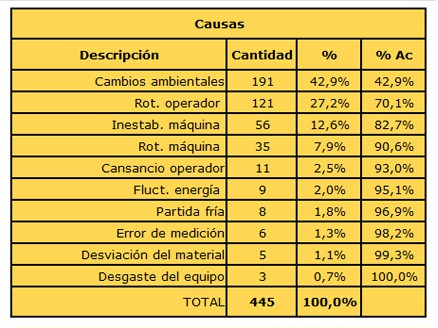 Causas
Descripción Cantidad % % Ac
Cambios ambientales 191 42,9% 42,9%
Rot. operador 121 27,2% 70,1%
Inestab. máquina 56 12,6% 82,7%
Rot. máquina 35 7,9% 90,6%
Cansancio operador 11 2,5% 93,0%
Fluct. energía 9 2,0% 95,1%
Partida fría 8 1,8% 96,9%
Error de medición 6 1,3% 98,2%
Desviación del material 5 1,1% 99,3%
Desgaste del equipo 3 0,7% 100,0%
TOTAL 445 100,0%